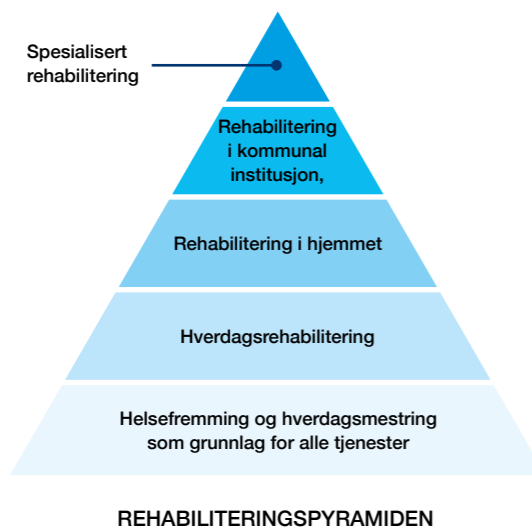 Spesialisert
rehabilitering
Rehabilitering
i kommunal
institusjon,
Rehabilitering i hjemmet
Hverdagsrehabilitering
Helsefremming og hverdagsmestring
som grunnlag for alle tjenester
REHABILITERINGSPYRAMIDEN